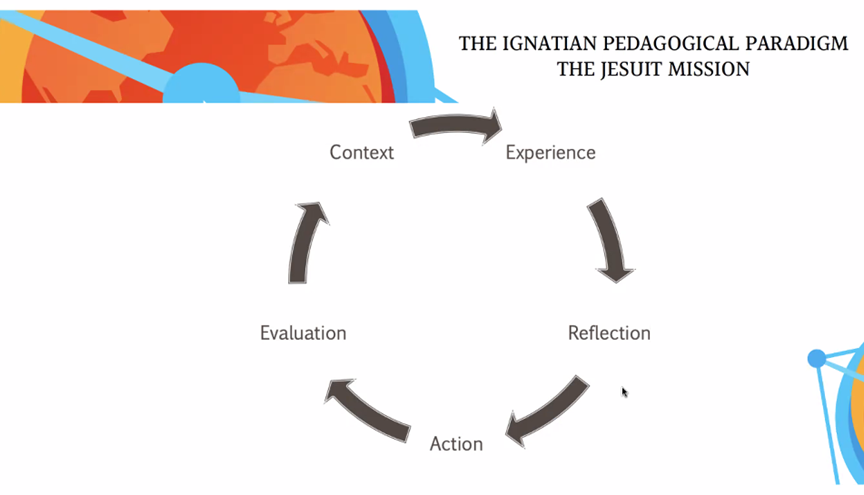 THE IGNATIAN PEDAGOGICAL PARADIGM
THE JESUIT MISSION
Context
Experience
Reflection
Action
Evaluation